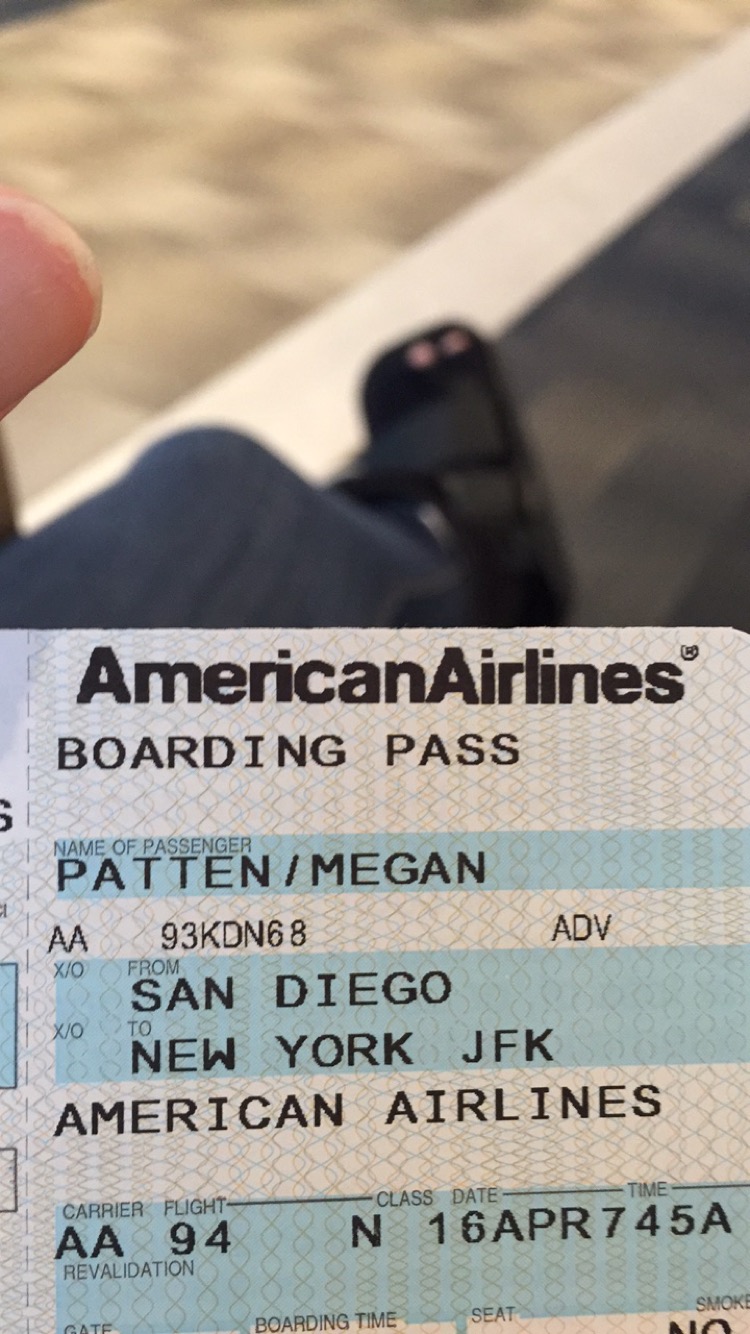 AmericanAirlines®
BOARDING PASS
NAME OF PASSENGER
PATTEN/MEGAN
AA 93KDN68 ADV
X/O FROM
SAN DIEGO
X/O TO
NEW YORK JFK
AMERICAN AIRLINES
CARRIER FLIGHT CLASS DATE TIME
AA 94 N 16APR745A
REVALIDATION
GATE BOARDING TIME SEAT SMOKE
NO